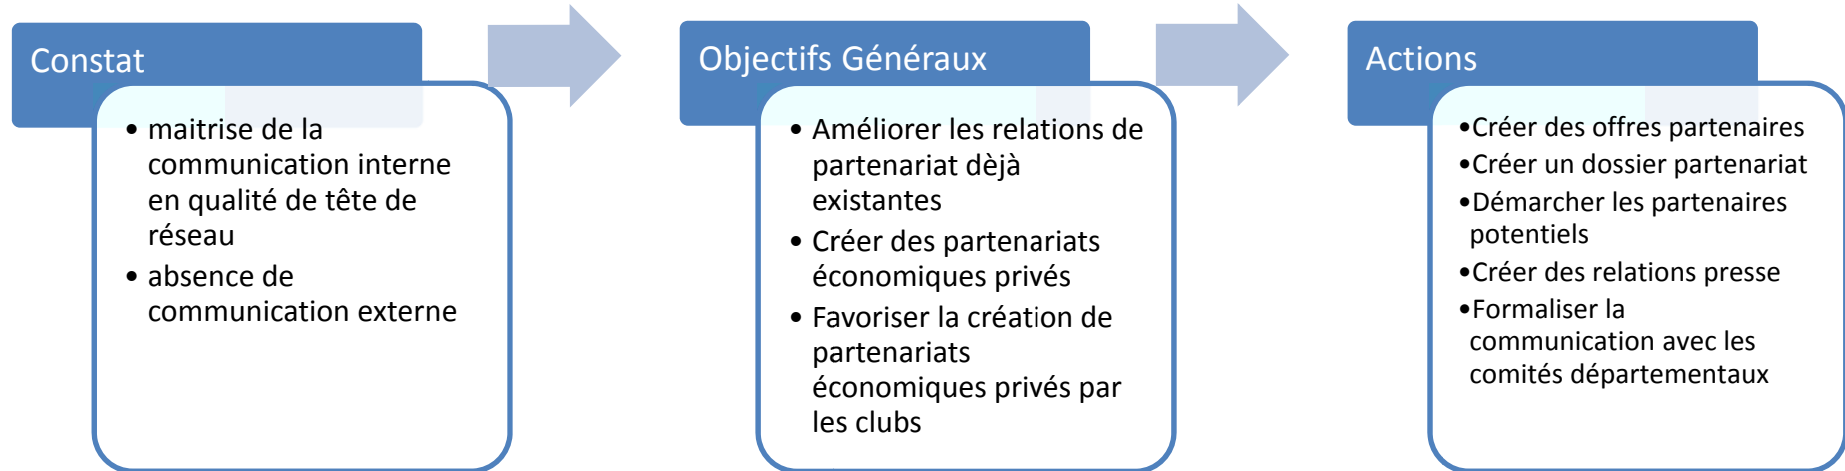 Constat
• maitrise de la
communication interne
en qualité de tête de
réseau
• absence de
communication externe
Objectifs Généraux
• Améliorer les relations de
partenariat dèjà
existantes
• Créer des partenariats
économiques privés
• Favoriser la création de
partenariats
économiques privés par
les clubs
Actions
•Créer des offres partenaires
•Créer un dossier partenariat
•Démarcher les partenaires
potentiels
•Créer des relations presse
•Formaliser la
communication avec les
comités départementaux